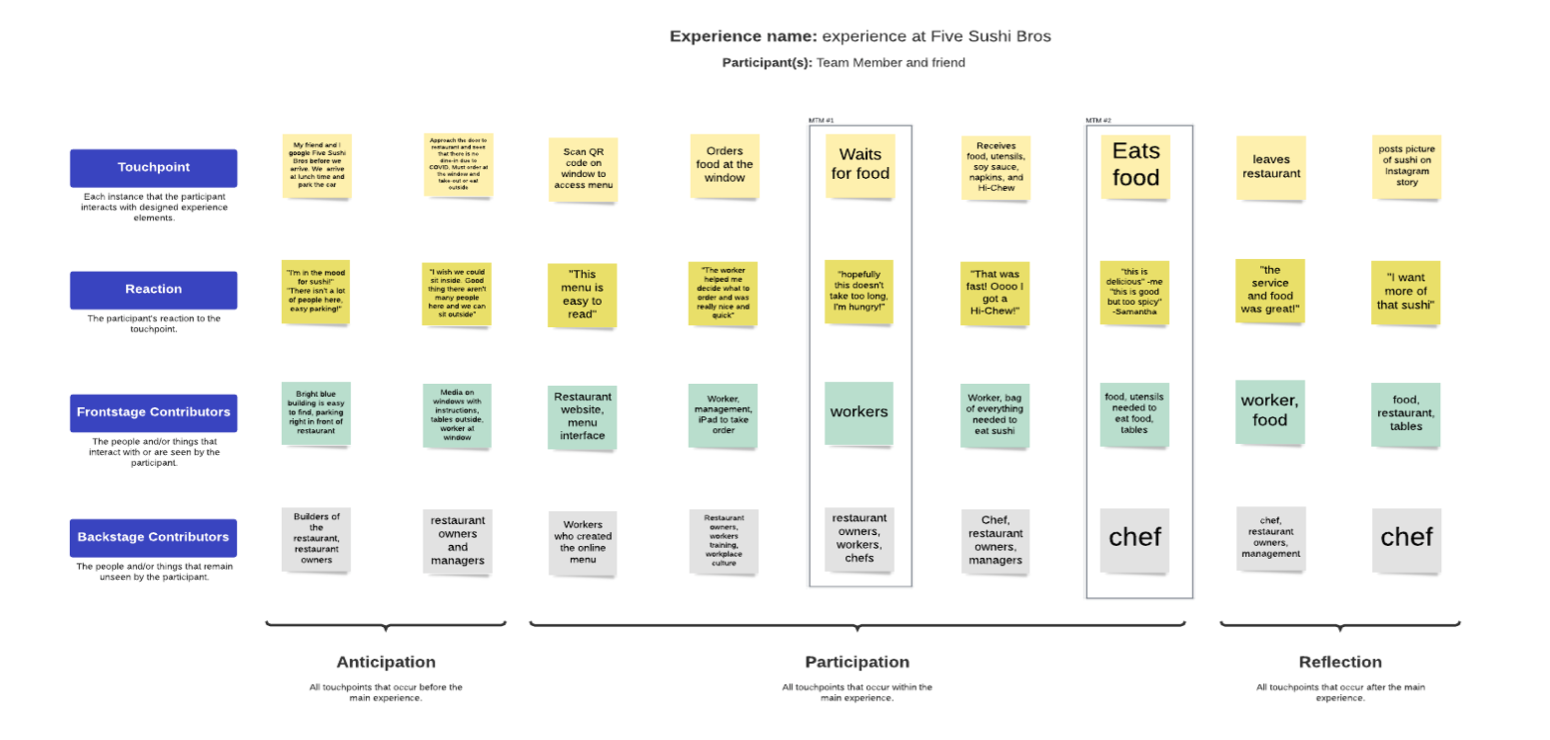 Experience name: experience at Five Sushi Bros
Participant(s): Team Member and friend
MTM #1
MTM #2
Touchpoint
Each instance that the participant
interacts with designed experience
elements.
My friend and I
google Five Sushi
Bros before we
arrive. We arrive
at lunch time and
park the car
Approach the door to
restaurant and see
that there is no
dine-in due to
COVID. Must order at
the window and
take-out or eat
outside
Scan QR
code on
window to
access menu
Orders
food at the
window
Waits
for food
Receives
food, utensils,
soy sauce,
napkins, and
Hi-Chew
Eats
food
leaves
restaurant
posts picture
of sushi on
Instagram
story
Reaction
The participant's reaction to the
touchpoint.
"I'm in the mood
for sushi!"
"There isn't a lot
of people here,
easy parking!"
"I wish we could
sit inside. Good
thing there aren't
many people
here and we can
sit outside"
"This
menu is
easy to
read"
"The worker
helped me
decide what to
order and was
really nice and
quick"
"hopefully
this doesn't
take too long,
I'm hungry!"
"That was
fast! Oooo I
got a
Hi-Chew!"
"this is
delicious" -me
"this is good
but too spicy"
-Samantha
"the
service
and food
was great!"
"I want
more of
that sushi"
Frontstage Contributors
The people and/or things that
interact with or are seen by the
participant.
Bright blue
building is easy
to find, parking
right in front of
restaurant
Media on
windows with
instructions,
tables outside,
worker at
window
Restaurant
website,
menu
interface
Worker,
management,
iPad to take
order
workers
Worker, bag
of everything
needed to
eat sushi
food, utensils
needed to
eat food,
tables
worker,
food
food,
restaurant,
tables
Backstage Contributors
The people and/or things that remain
unseen by the participant.
Builders of
the
restaurant,
restaurant
owners
restaurant
owners
and
managers
Workers
who created
the online
menu
Restaurant
owners,
workers
training,
workplace
culture
restaurant
owners,
workers,
chefs
Chef,
restaurant
owners,
managers
chef
chef,
restaurant
owners,
management
chef
Anticipation
All touchpoints that occur before the
main experience.
Participation
All touchpoints that occur within the
main experience.
Reflection
All touchpoints that occur after the main
experience.